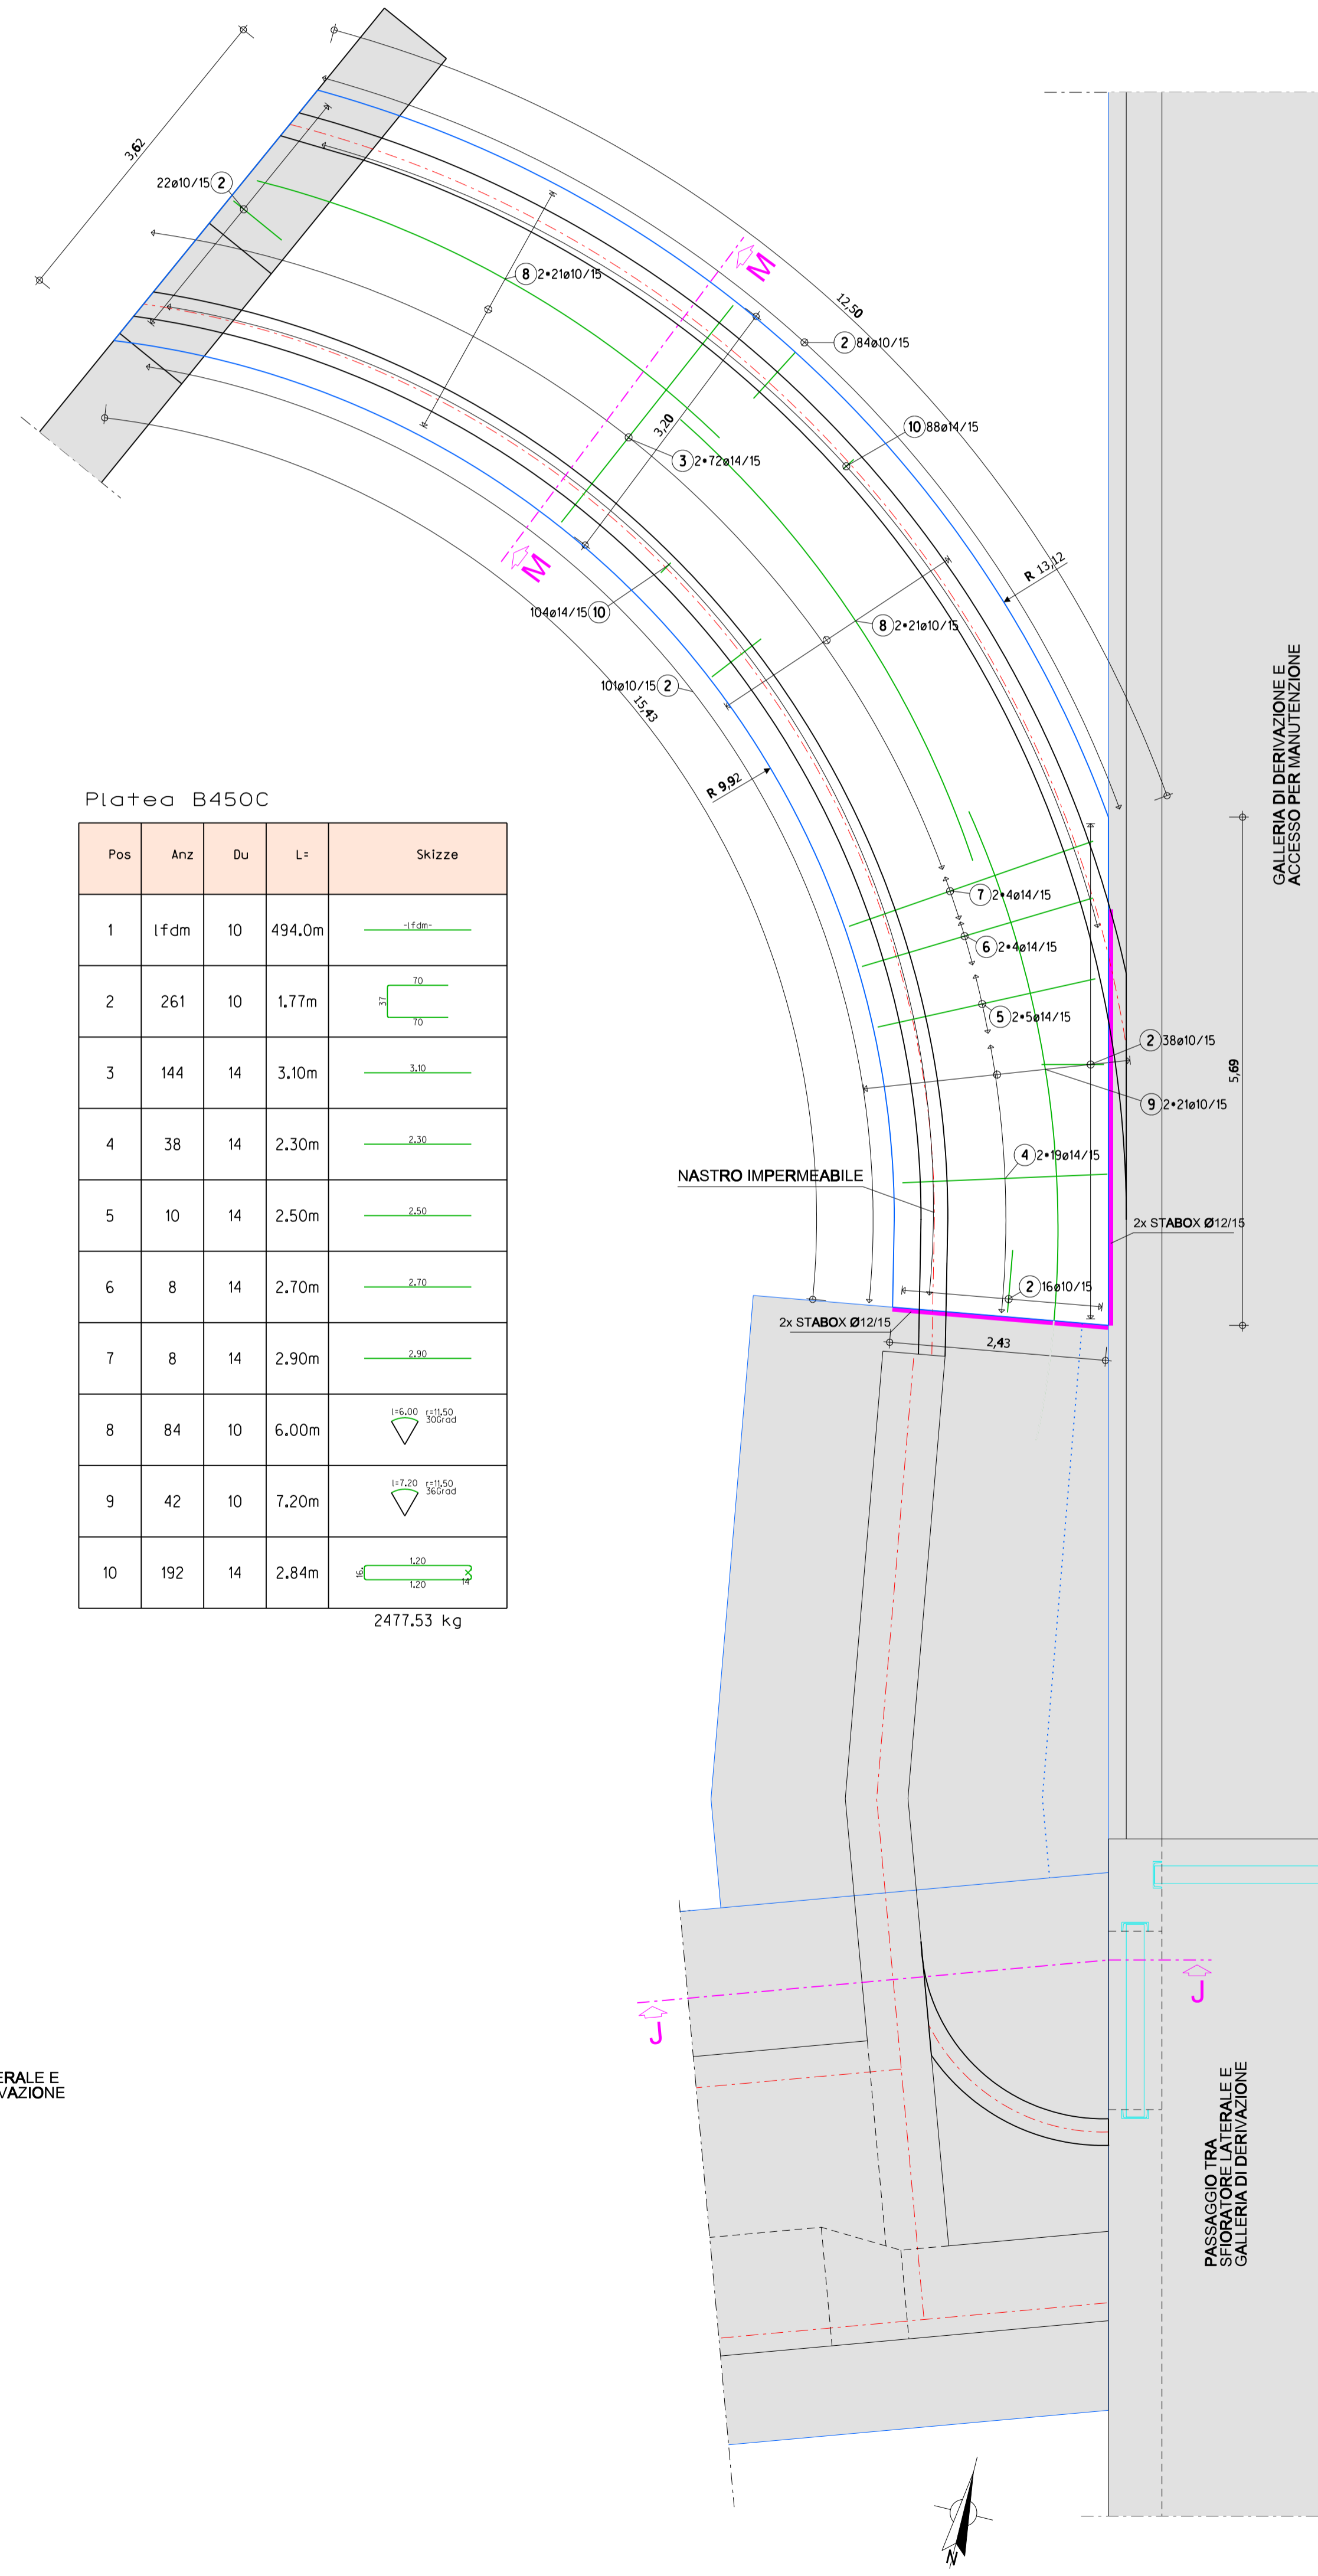 3,62
22ø10/15 2
8 2•21ø10/15
M
12,50
2 84ø10/15
10 88ø14/15
3,20
3 2•72ø14/15
M
R 13,12
104ø14/15 10
8 2•21ø10/15
101ø10/15 2
15,43
R 9,92
GALLERIA DI DERIVAZIONE E
ACCESSO PER MANUTENZIONE
7 2•4ø14/15
6 2•4ø14/15
5 2•5ø14/15
2 38ø10/15
5,69
9 2•21ø10/15
4 2•19ø14/15
NASTRO IMPERMEABILE
2x STABOX Ø12/15
2 16ø10/15
2x STABOX Ø12/15
2,43
Platea B450C
Pos Anz Du L= Skizze
1 lfdm 10 494.0m -lfdm-
2 261 10 1.77m 70 37 70
3 144 14 3.10m 3.10
4 38 14 2.30m 2.30
5 10 14 2.50m 2.50
6 8 14 2.70m 2.70
7 8 14 2.90m 2.90
8 84 10 6.00m l=6.00 r=11.50 30Grad
9 42 10 7.20m l=7.20 r=11.50 36Grad
10 192 14 2.84m 1.20 16. 1.20 14
2477.53 kg
J
J
ERALE E
VAZIONE
PASSAGGIO TRA
SFIORATORE LATERALE E
GALLERIA DI DERIVAZIONE
N